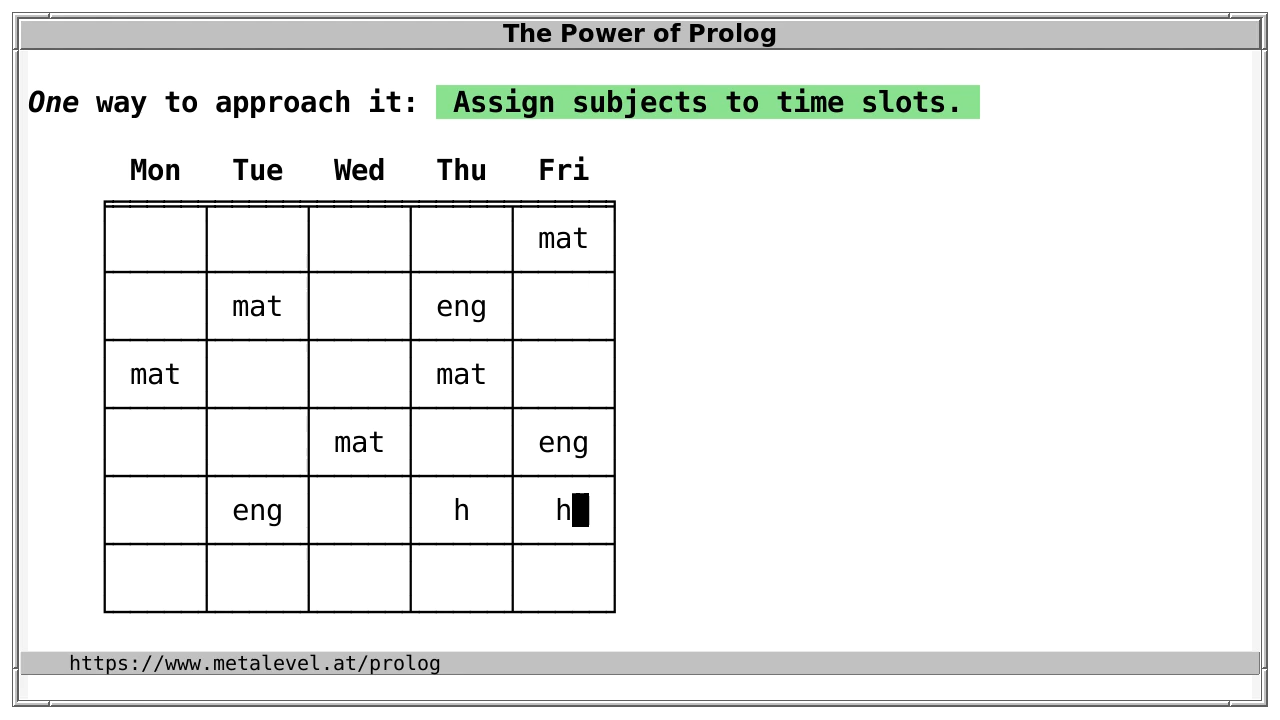 The Power of Prolog
One way to approach it: Assign subjects to time slots.
Mon Tue Wed Thu Fri
mat
mat eng
mat mat
mat eng
eng h h
https://www.metalevel.at/prolog